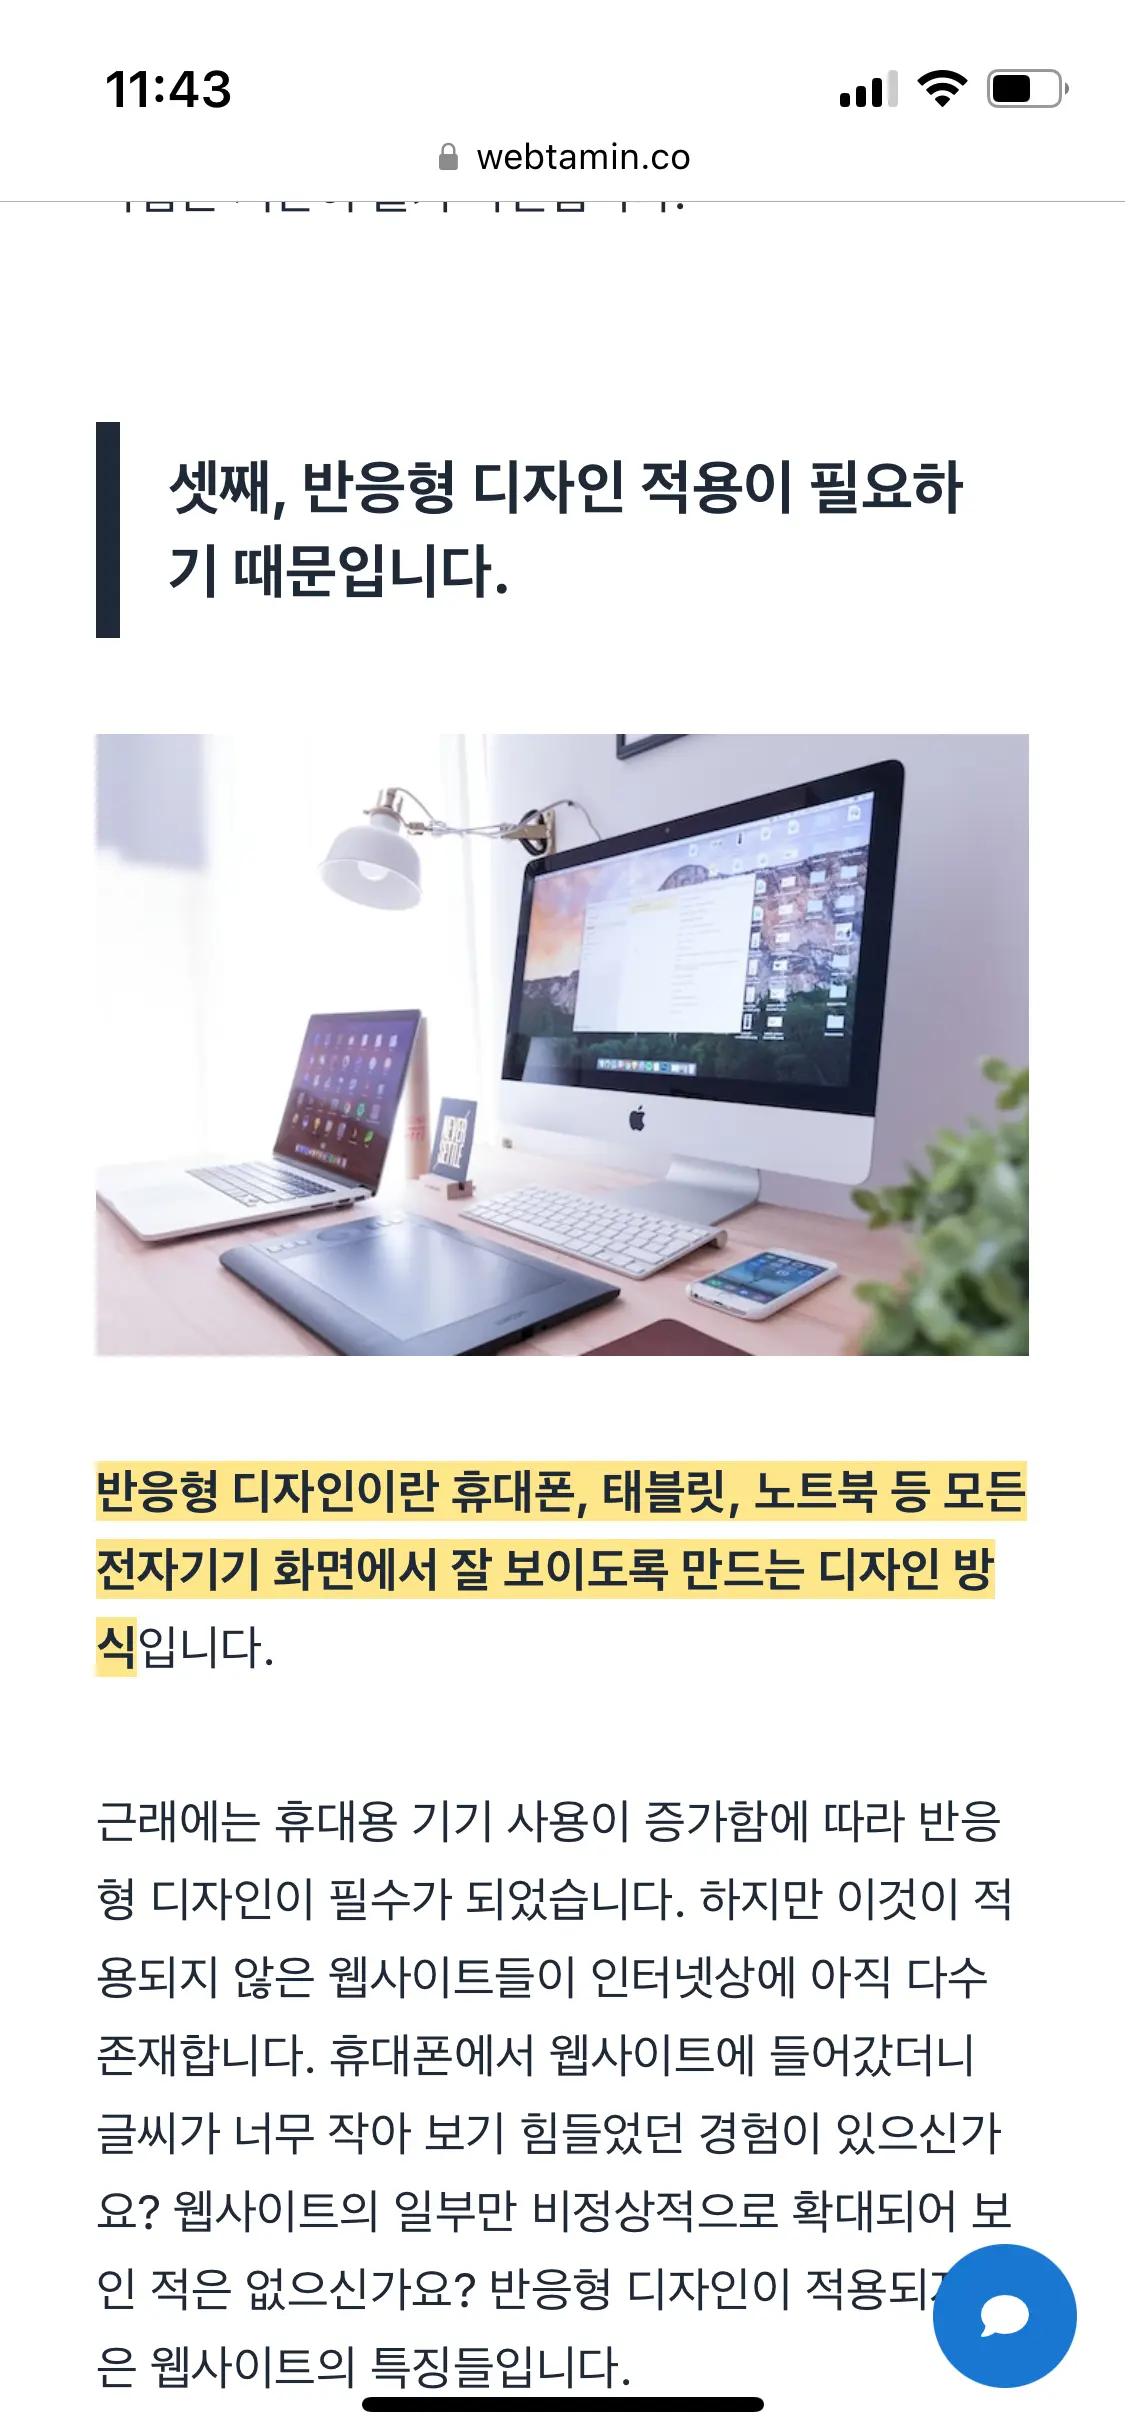 11:43
webtamin.co
셋째, 반응형 디자인 적용이 필요하
기 때문입니다.
NEVER
SETTLE
반응형 디자인이란 휴대폰, 태블릿, 노트북 등 모든
전자기기 화면에서 잘 보이도록 만드는 디자인 방
식입니다.
근래에는 휴대용 기기 사용이 증가함에 따라 반응
형 디자인이 필수가 되었습니다. 하지만 이것이 적
용되지 않은 웹사이트들이 인터넷상에 아직 다수
존재합니다. 휴대폰에서 웹사이트에 들어갔더니
글씨가 너무 작아 보기 힘들었던 경험이 있으신가
요? 웹사이트의 일부만 비정상적으로 확대되어 보
인 적은 없으신가요? 반응형 디자인이 적용되
은 웹사이트의 특징들입니다.